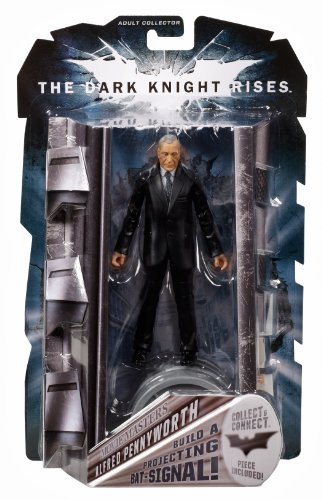 ADULT COLLECTOR
THE DARK KNIGHT RISES
MOVIE MASTERS
ALFRED PENNYWORTH
BUILD A
PROJECTING
BAT-SIGNAL!
COLLECT &
CONNECT
PIECE INCLUDED!